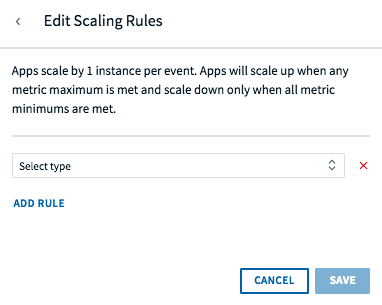 Edit Scaling Rules
Apps scale by 1 instance per event. Apps will scale up when any
metric maximum is met and scale down only when all metric
minimums are met.
Select type
ADD RULE
CANCEL
SAVE